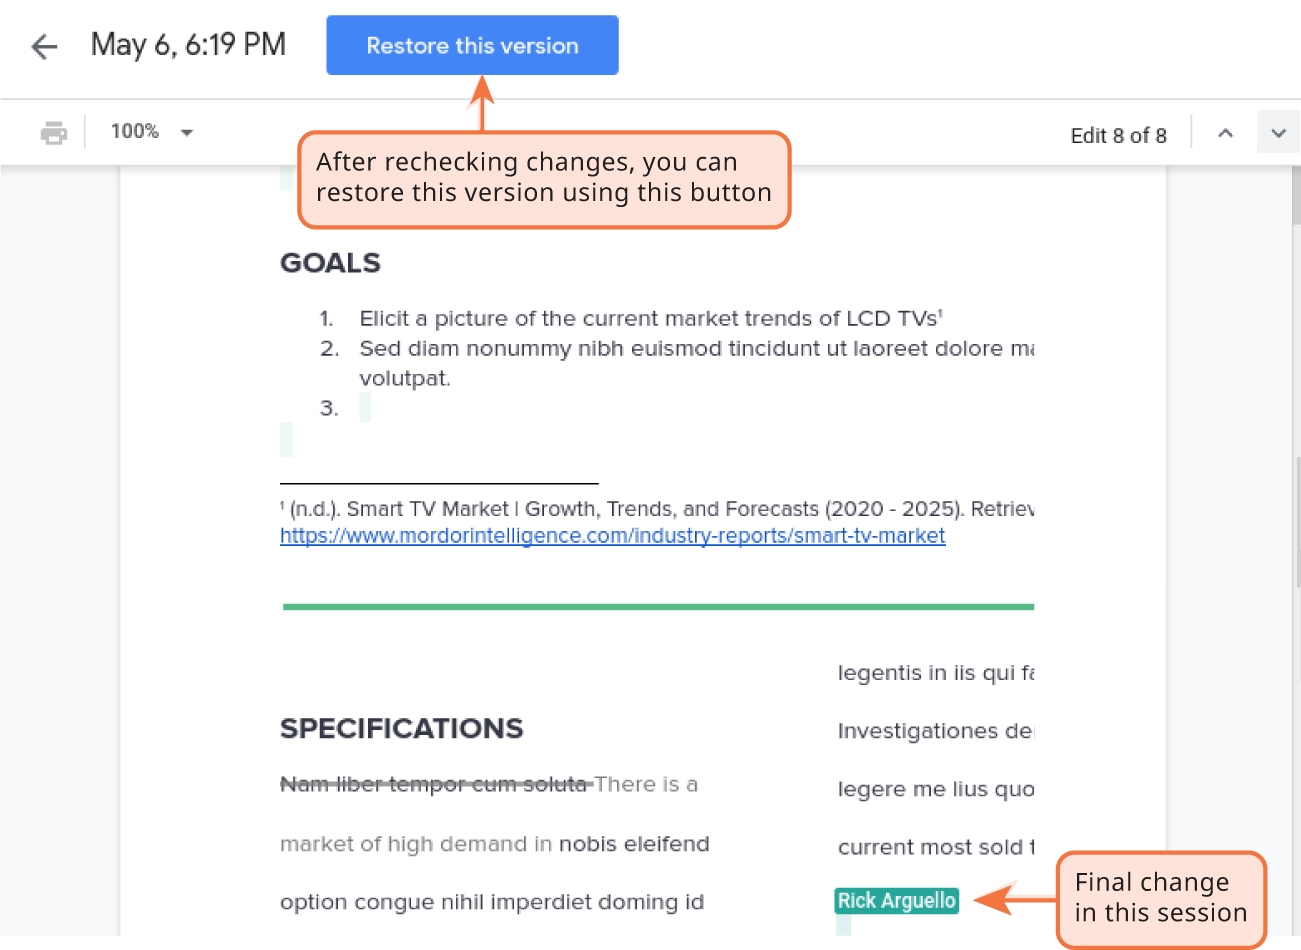 May 6, 6:19 PM
Restore this version
100%
Edit 8 of 8
After rechecking changes, you can
restore this version using this button
GOALS
1. Elicit a picture of the current market trends of LCD TVs¹
2. Sed diam nonummy nibh euismod tincidunt ut laoreet dolore
volutpat.
3.
¹ (n.d.). Smart TV Market | Growth, Trends, and Forecasts (2020 - 2025).
https://www.mordorintelligence.com/industry-reports/smart-tv-market
SPECIFICATIONS
Nam liber tempor cum soluta There is a
market of high demand in nobis eleifend
option congue nihil imperdiet doming id
legentis in iis qui
Investigationes
legere me lius quo
current most sold
Rick Arguello
Final change
in this session